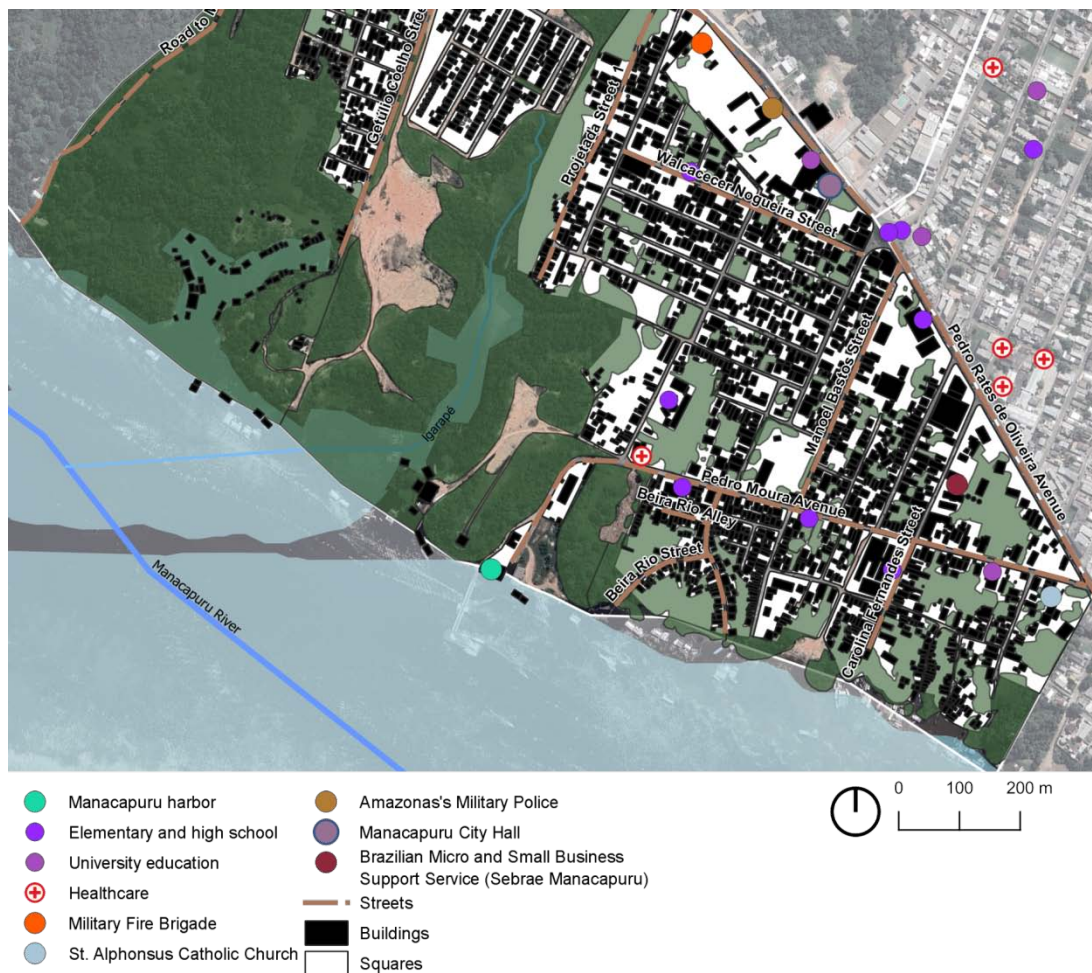 Road to M
Getúllio Coelho Street
Projetada Street 1
Walcacecer Nogueira Street
Igarapé
Manoel Bastos Street
Pedro Rates de Oliveira Avenue
Pedro Moura Avenue
Beira Rio Alley
Beira Rio Street
Carolina Fernandes Street
Manacapuru River
Manacapuru harbor
Elementary and high school
University education
Healthcare
Military Fire Brigade
St. Alphonsus Catholic Church
Amazonas's Military Police
Manacapuru City Hall
Brazilian Micro and Small Business
Support Service (Sebrae Manacapuru)
Streets
Buildings
Squares
0 100 200 m